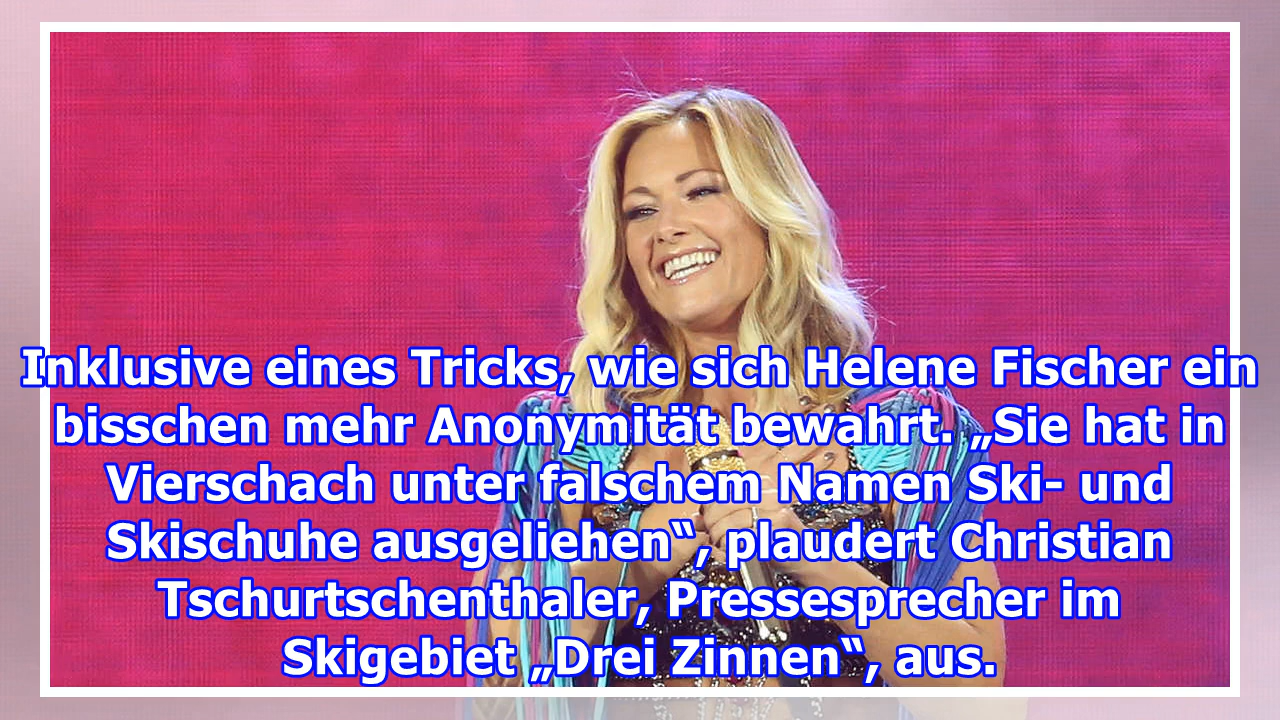 Inklusive eines Tricks, wie sich Helene Fischer ein
bisschen mehr Anonymität bewahrt. „Sie hat in
Vierschach unter falschem Namen Ski- und
Skischuhe ausgeliehen“, plaudert Christian
Tschurtschenthaler, Pressesprecher im
Skigebiet „Drei Zinnen“, aus.